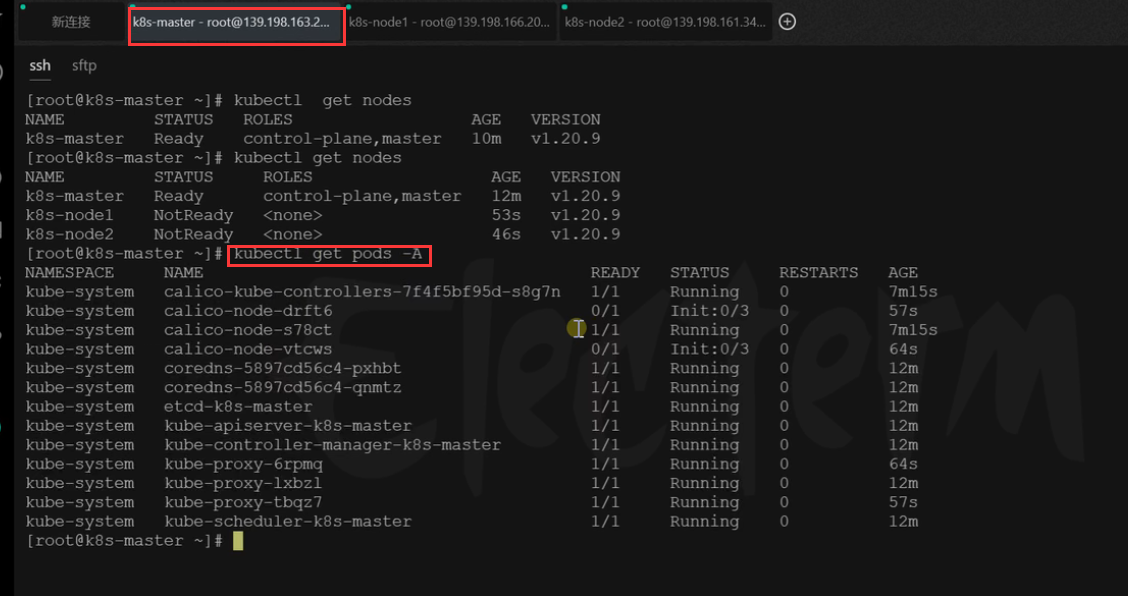 新连接 k8s-master - root@139.198.163.2... k8s-node1 - root@139.198.166.20... k8s-node2 - root@139.198.161.34...
ssh sftp
[root@k8s-master ~]# kubectl  get nodes
NAME STATUS ROLES AGE VERSION
k8s-master Ready control-plane,master 10m v1.20.9
[root@k8s-master ~]# kubectl get nodes
NAME STATUS ROLES AGE VERSION
k8s-master Ready control-plane,master 12m v1.20.9
k8s-node1 NotReady <none> 53s v1.20.9
k8s-node2 NotReady <none> 46s v1.20.9
[root@k8s-master ~]# kubectl get pods -A
NAMESPACE NAME READY STATUS RESTARTS AGE
kube-system calico-kube-controllers-7f4f5bf95d-s8g7n 1/1 Running 0 7m15s
kube-system calico-node-drft6 0/1 Init:0/3 0 57s
kube-system calico-node-s78ct 1/1 Running 0 7m15s
kube-system calico-node-vtcws 0/1 Init:0/3 0 64s
kube-system coredns-5897cd56c4-pxhbt 1/1 Running 0 12m
kube-system coredns-5897cd56c4-qnmtz 1/1 Running 0 12m
kube-system etcd-k8s-master 1/1 Running 0 12m
kube-system kube-apiserver-k8s-master 1/1 Running 0 12m
kube-system kube-controller-manager-k8s-master 1/1 Running 0 12m
kube-system kube-proxy-6rpmq 1/1 Running 0 64s
kube-system kube-proxy-lxbzl 1/1 Running 0 12m
kube-system kube-proxy-tbqz7 1/1 Running 0 57s
kube-system kube-scheduler-k8s-master 1/1 Running 0 12m
[root@k8s-master ~]#
Electerm